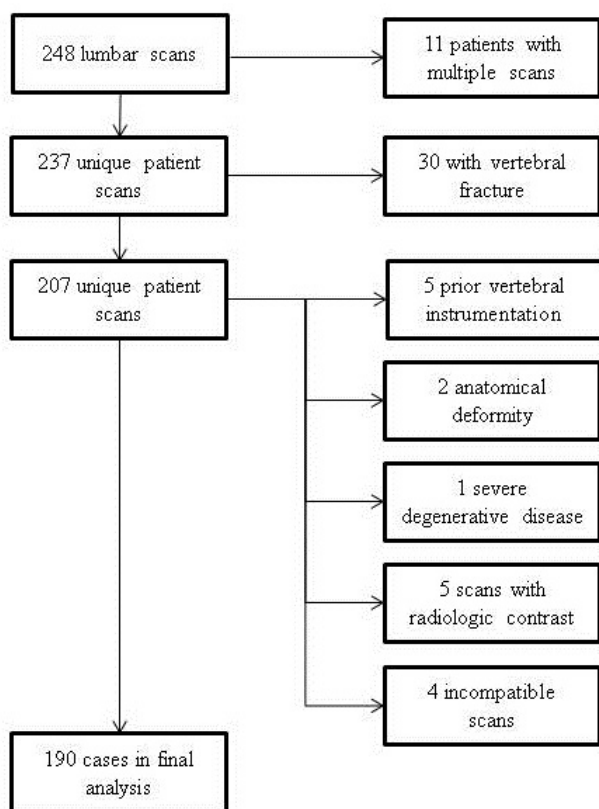 248 lumbar scans
11 patients with
multiple scans
237 unique patient
scans
30 with vertebral
fracture
207 unique patient
scans
5 prior vertebral
instrumentation
2 anatomical
deformity
1 severe
degenerative disease
5 scans with
radiologic contrast
4 incompatible
scans
190 cases in final
analysis